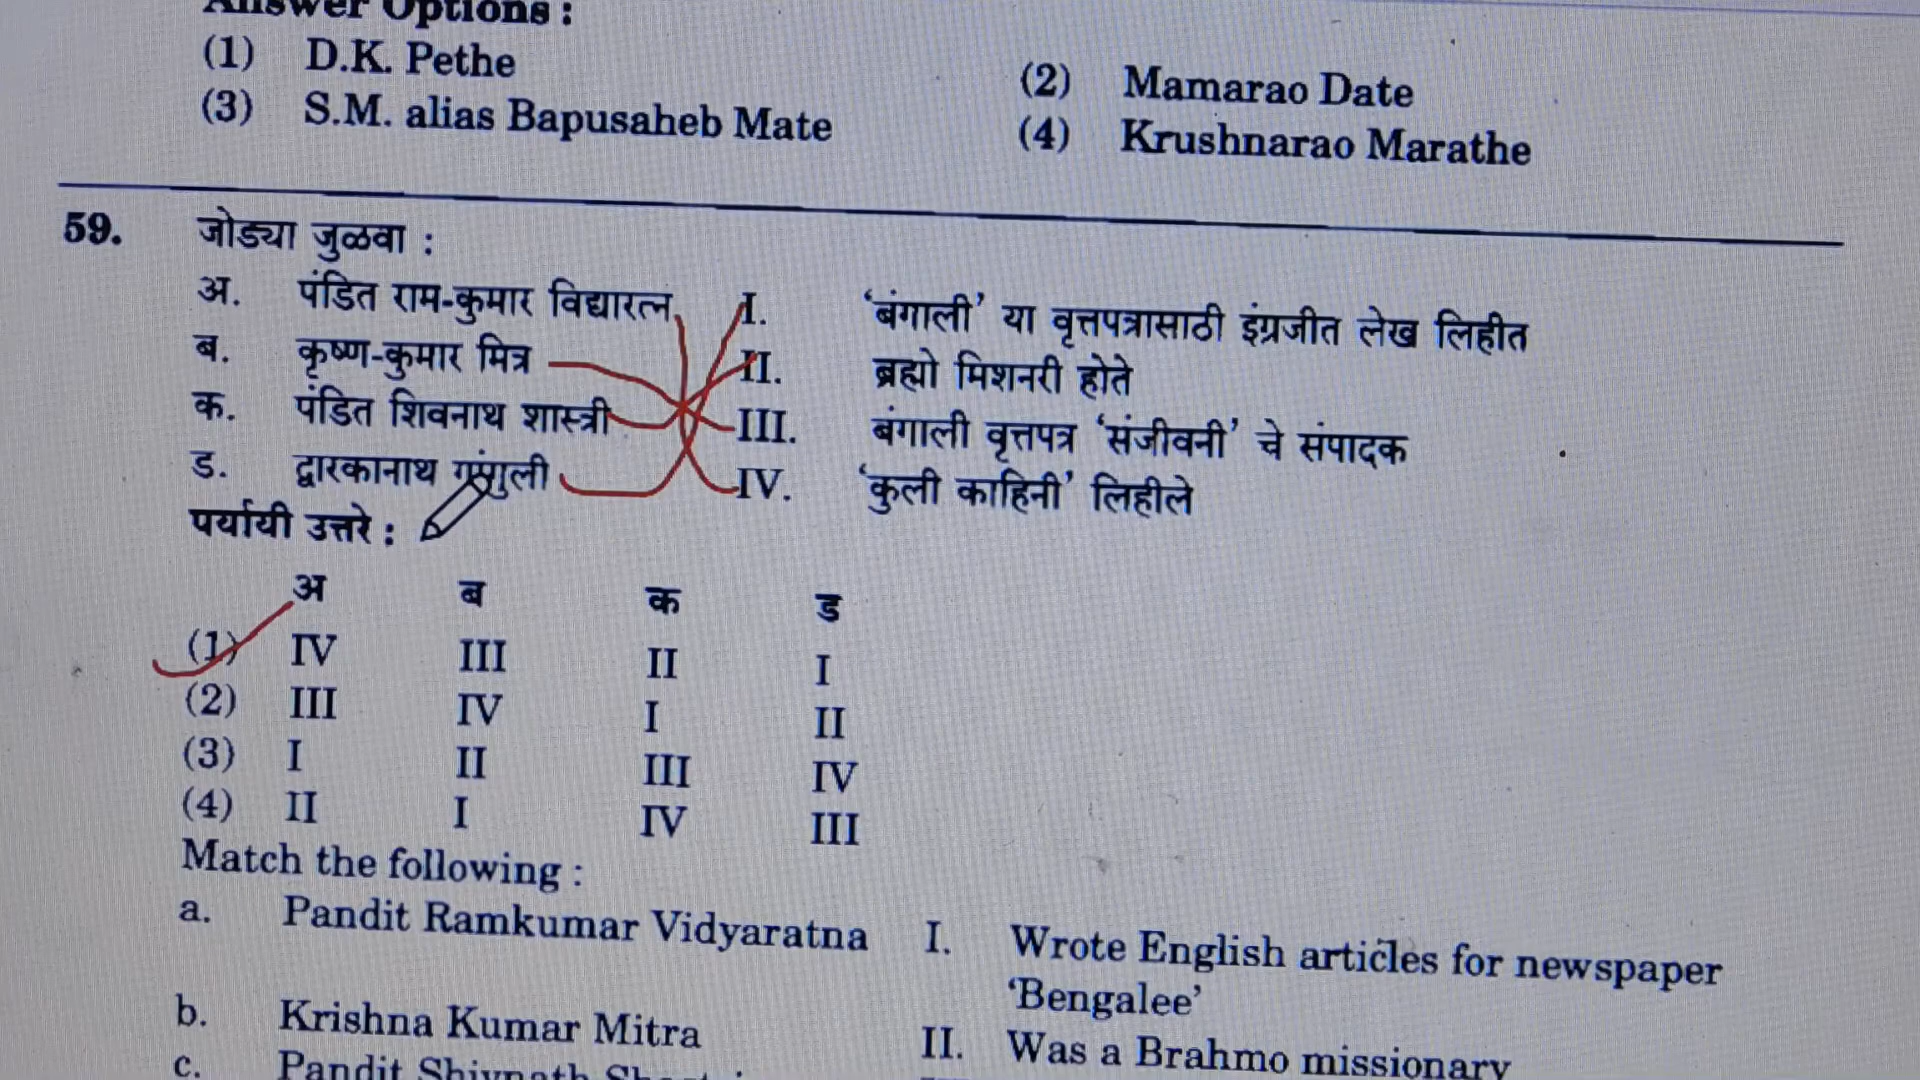 Answer Options :
(1) D.K. Pethe (2) Mamarao Date
(3) S.M. alias Bapusaheb Mate (4) Krushnarao Marathe
59. जोड्या जुळवा :
अ. पंडित राम-कुमार विद्यारत्न I. ‘बंगाली’ या वृत्तपत्रासाठी इंग्रजीत लेख लिहीत
ब. कृष्ण-कुमार मित्र II. ब्रह्मो मिशनरी होते
क. पंडित शिवनाथ शास्त्री III. बंगाली वृत्तपत्र ‘संजीवनी’ चे संपादक
ड. द्वारकानाथ गांगुली IV. ‘कुली काहिनी’ लिहीले
पर्यायी उत्तरे :
अ ब क ड
(1) IV III II I
(2) III IV I II
(3) I II III IV
(4) II I IV III
Match the following :
a. Pandit Ramkumar Vidyaratna I. Wrote English articles for newspaper
‘Bengalee’
b. Krishna Kumar Mitra II. Was a Brahmo missionary
c. Pandit Shivnath